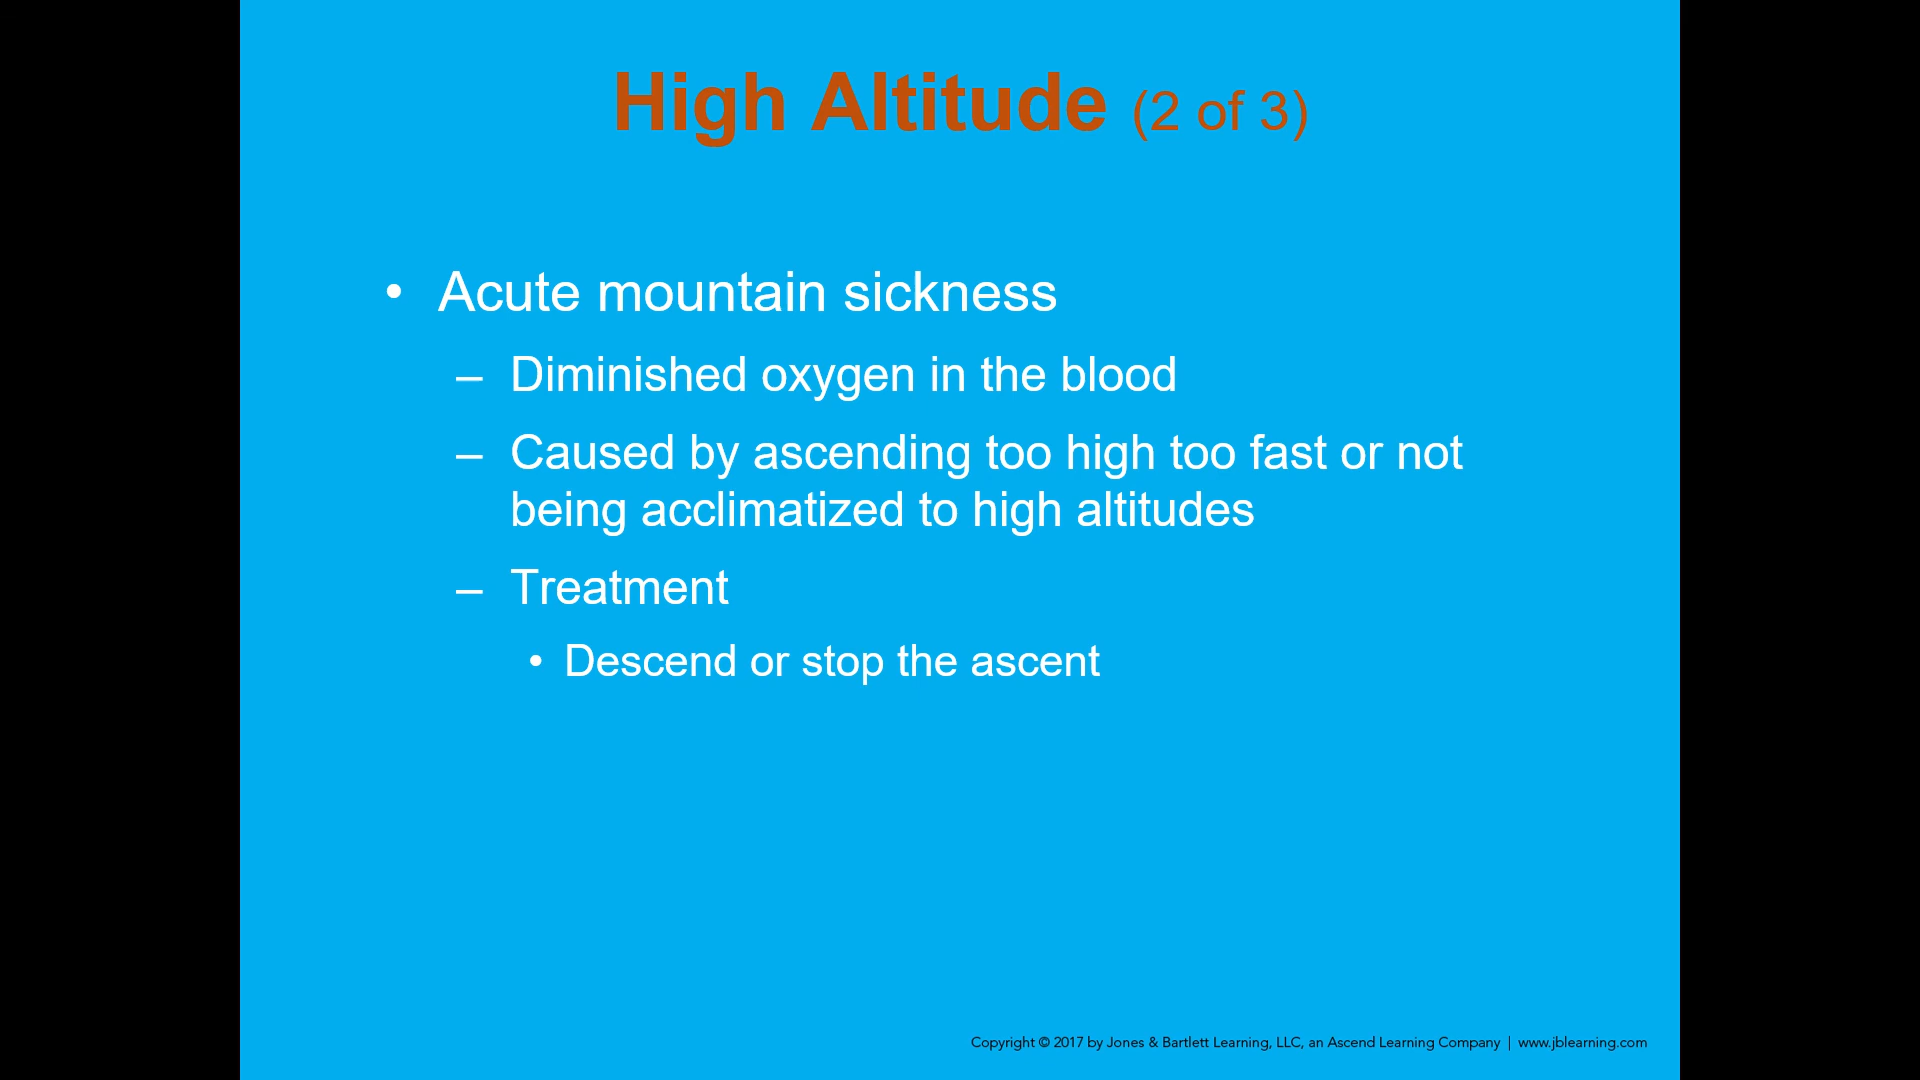 High Altitude (2 of 3)
• Acute mountain sickness
– Diminished oxygen in the blood
– Caused by ascending too high too fast or not
being acclimatized to high altitudes
– Treatment
• Descend or stop the ascent
Copyright © 2017 by Jones & Bartlett Learning, LLC, an Ascend Learning Company | www.jblearning.com